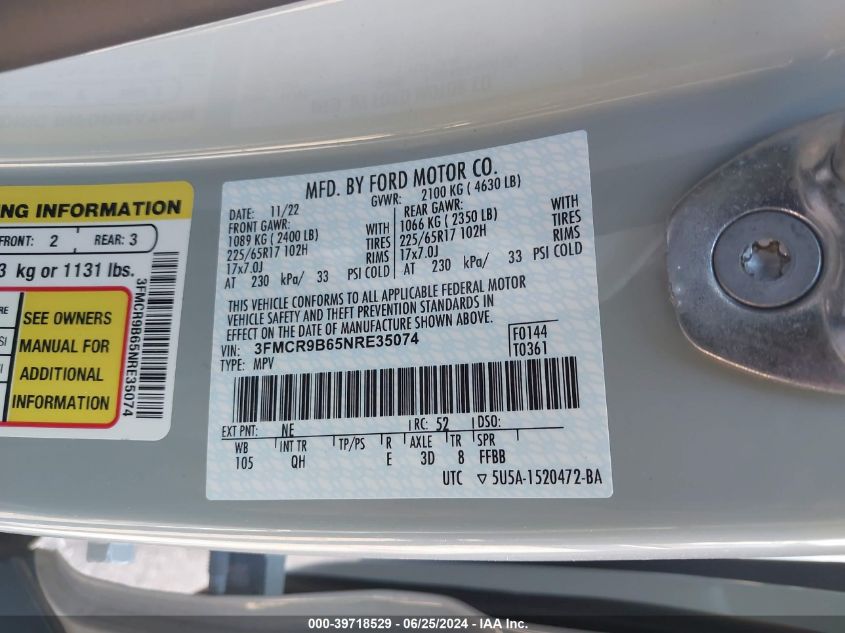 NG INFORMATION
FRONT: 2 REAR: 3
3 kg or 1131 lbs.
SEE OWNERS
MANUAL FOR
ADDITIONAL
INFORMATION
3FMCR9B65NRE35074
MFD. BY FORD MOTOR CO.
DATE: 11/22 GVWR: 2100 KG ( 4630 LB)
FRONT GAWR: WITH REAR GAWR: WITH
1089 KG ( 2400 LB) TIRES 1066 KG ( 2350 LB) TIRES
225/65R17 102H RIMS 225/65R17 102H RIMS
17x7.0J 17x7.0J
AT 230 kPa/ 33 PSI COLD AT 230 kPa/ 33 PSI COLD
THIS VEHICLE CONFORMS TO ALL APPLICABLE FEDERAL MOTOR
VEHICLE SAFETY AND THEFT PREVENTION STANDARDS IN
EFFECT ON THE DATE OF MANUFACTURE SHOWN ABOVE.
VIN: 3FMCR9B65NRE35074 F0144
TYPE: MPV T0361
EXT PNT: NE RC: 52 DSO:
WB INT TR TP/PS R AXLE TR SPR
105 QH E 3D 8 FFBB
UTC ▽ 5U5A-1520472-BA
000-39718529 - 06/25/2024 - IAA Inc.